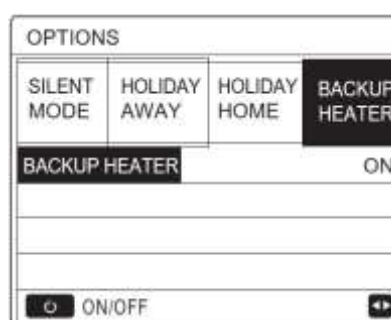 OPTIONS
SILENT MODE
HOLIDAY AWAY
HOLIDAY HOME
BACKUP HEATER
BACKUP HEATER ON
ON/OFF